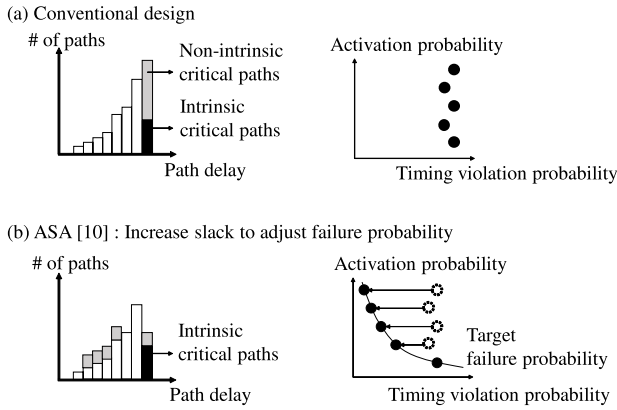 (a) Conventional design
# of paths
Non-intrinsic
critical paths
Intrinsic
critical paths
Path delay
Activation probability
Timing violation probability
(b) ASA [10] : Increase slack to adjust failure probability
# of paths
Intrinsic
critical paths
Path delay
Activation probability
Target
failure probability
Timing violation probability